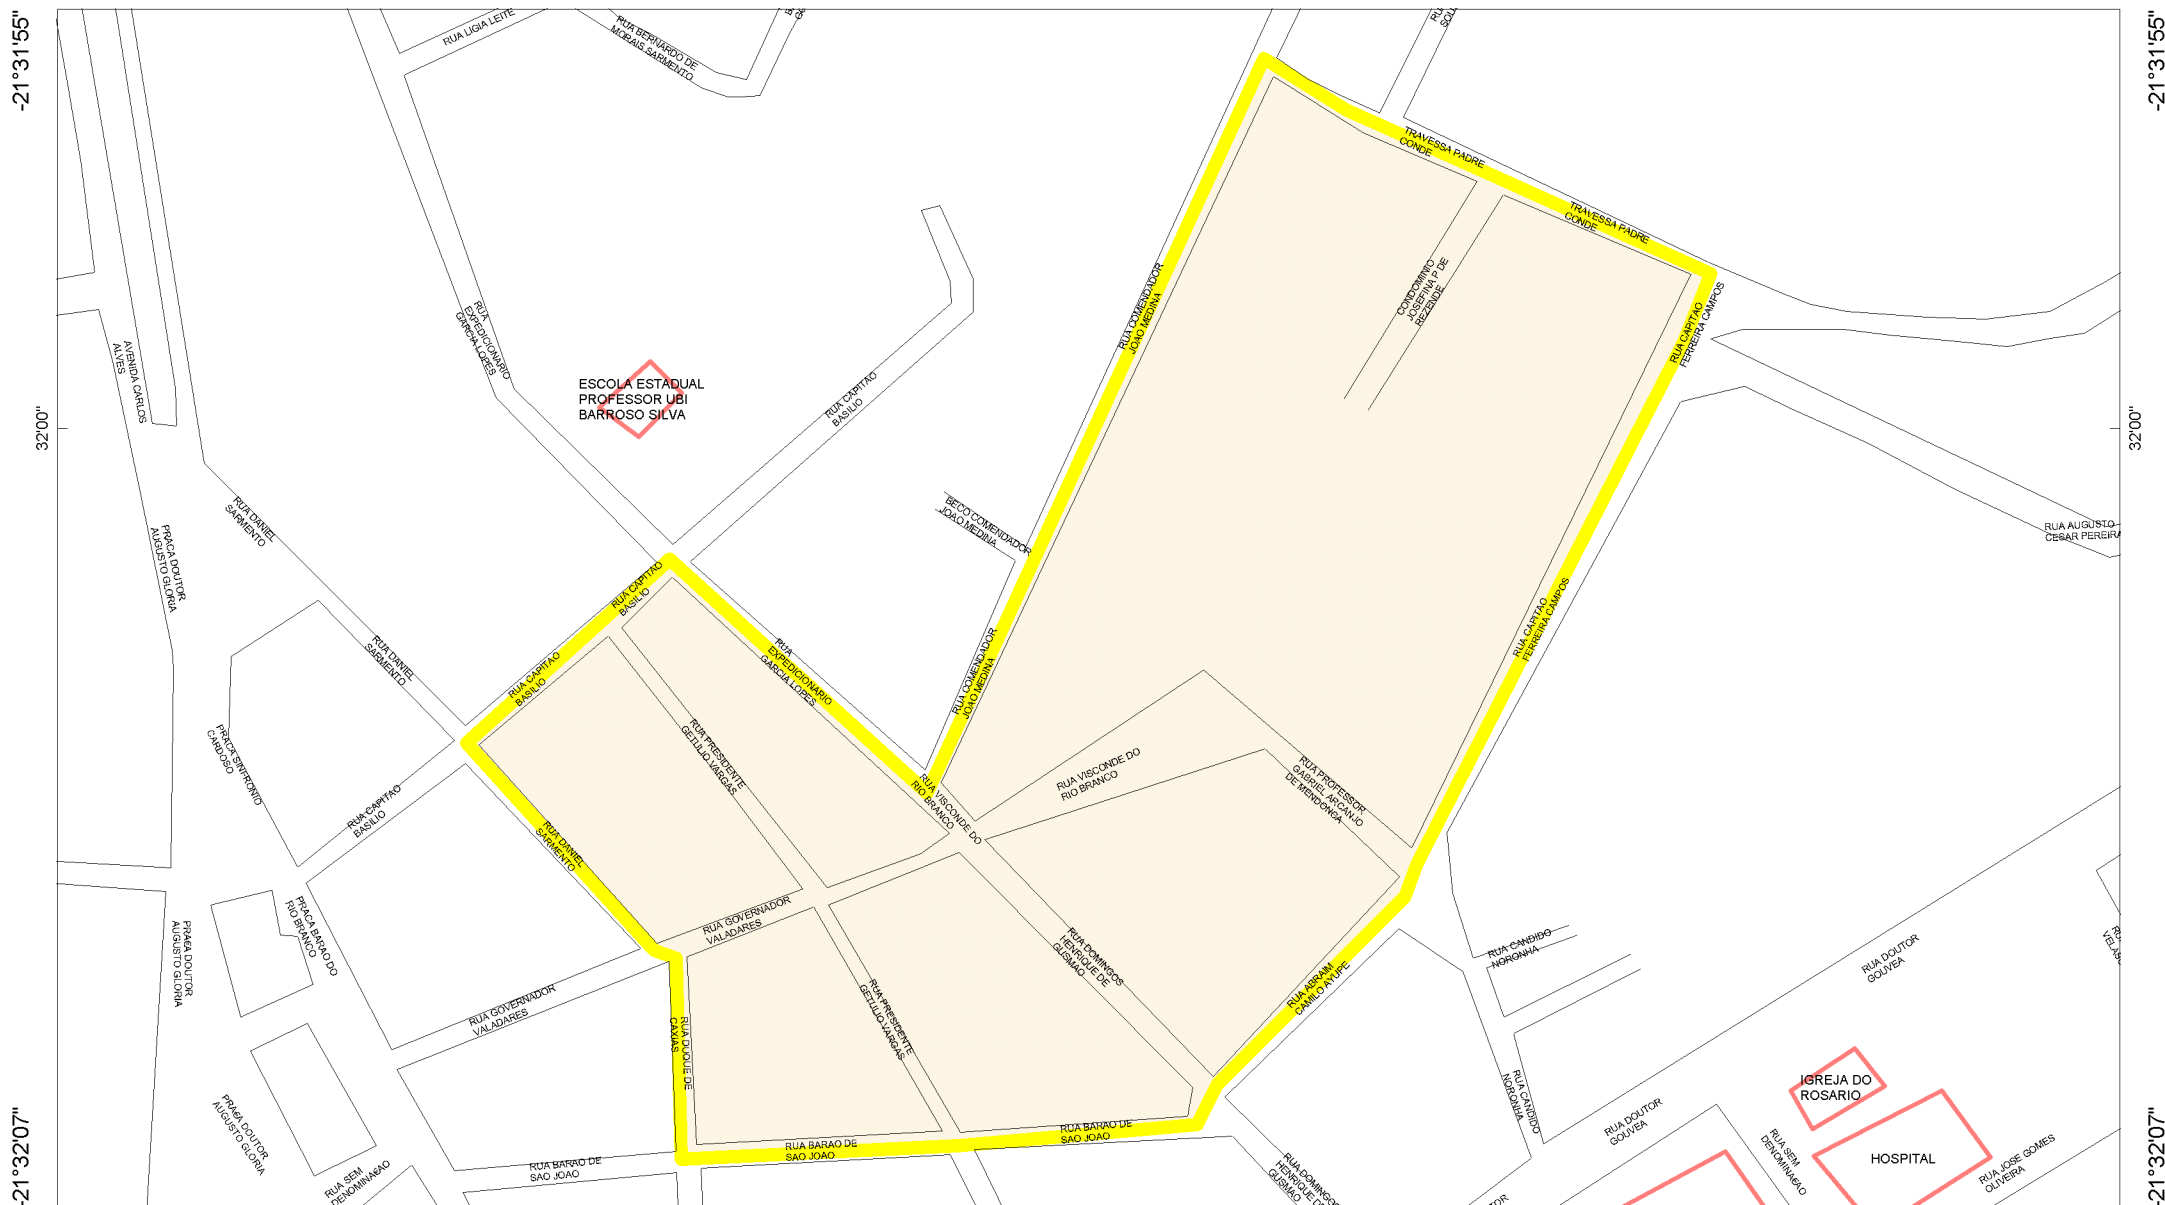 -21°31'55"
-21°31'55"
RUA LIGIA LEITE
RUA BERNARDO DE
MORAIS SARMENTO
TRAVESSA PADRE
CONDE
TRAVESSA PADRE
CONDE
RUA COMENDADOR
JOAO MEDINA
CONDOMINIO
JOSEFINA P DE
REZENDE
RUA CAPITAO
FERREIRA CAMPOS
RUA
EXPEDICIONARIO
GARCIA LOPES
AVENIDA CARLOS
ALVES
ESCOLA ESTADUAL
PROFESSOR UBI
BARROSO SILVA
RUA CAPITAO
BASILIO
32'00"
32'00"
RUA DANIEL
SARMENTO
BECO COMENDADOR
JOAO MEDINA
RUA AUGUSTO
CESAR PEREIRA
PRACA DOUTOR
AUGUSTO GLORIA
RUA CAPITAO
BASILIO
RUA CAPITAO
FERREIRA CAMPOS
RUA DANIEL
SARMENTO
RUA CAPITAO
BASILIO
RUA
EXPEDICIONARIO
GARCIA LOPES
RUA COMENDADOR
JOAO MEDINA
PRACA SINFRONIO
CARDOSO
RUA PRESIDENTE
GETULIO VARGAS
RUA VISCONDE DO
RIO BRANCO
RUA VISCONDE DO
RIO BRANCO
RUA PROFESSOR
GABRIEL ARCANJO
DE MENDONCA
RUA CAPITAO
BASILIO
RUA DANIEL
SARMENTO
PRACA BARAO DO
RIO BRANCO
PRAÇA DOUTOR
AUGUSTO GLORIA
RUA GOVERNADOR
VALADARES
RUA DOMINGOS
HENRIQUE DE
GUSMAO
RUA CANDIDO
NORONHA
RUA DOUTOR
GOUVEA
RUA ABRAIM
CAMILO AYUPE
RUA GOVERNADOR
VALADARES
RUA PRESIDENTE
GETULIO VARGAS
RUA DUQUE DE
CAXIAS
PRAÇA DOUTOR
AUGUSTO GLORIA
RUA CANDIDO
NORONHA
IGREJA DO
ROSARIO
RUA DOUTOR
GOUVEA
RUA BARAO DE
SAO JOAO
RUA BARAO DE
SAO JOAO
RUA BARAO DE
SAO JOAO
RUA SEM
DENOMINAÇAO
RUA DOMINGOS
HENRIQUE DE
GUSMAO
RUA SEM
DENOMINAÇAO
HOSPITAL
RUA JOSE GOMES
OLIVEIRA
-21°32'07"
-21°32'07"